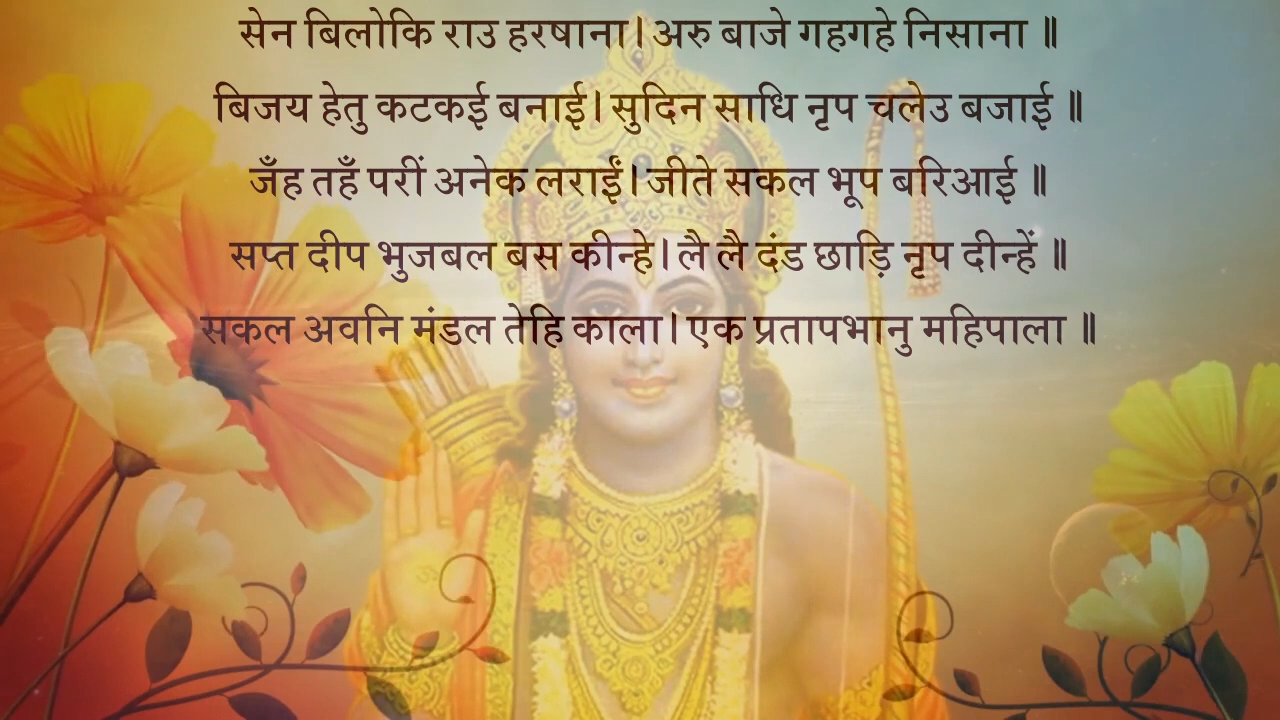 सेन बिलोकि राउ हरषाना। अरु बाजे गहगहे निसाना ॥
बिजय हेतु कटकई बनाई। सुदिन साधि नृप चलेउ बजाई ॥
जँह तहँ परीं अनेक लराईं। जीते सकल भूप बरिआई ॥
सप्त दीप भुजबल बस कीन्हे। लै लै दंड छाड़ि नृप दीन्हें ॥
सकल अवनि मंडल तेहि काला। एक प्रतापभानु महिपाला ॥